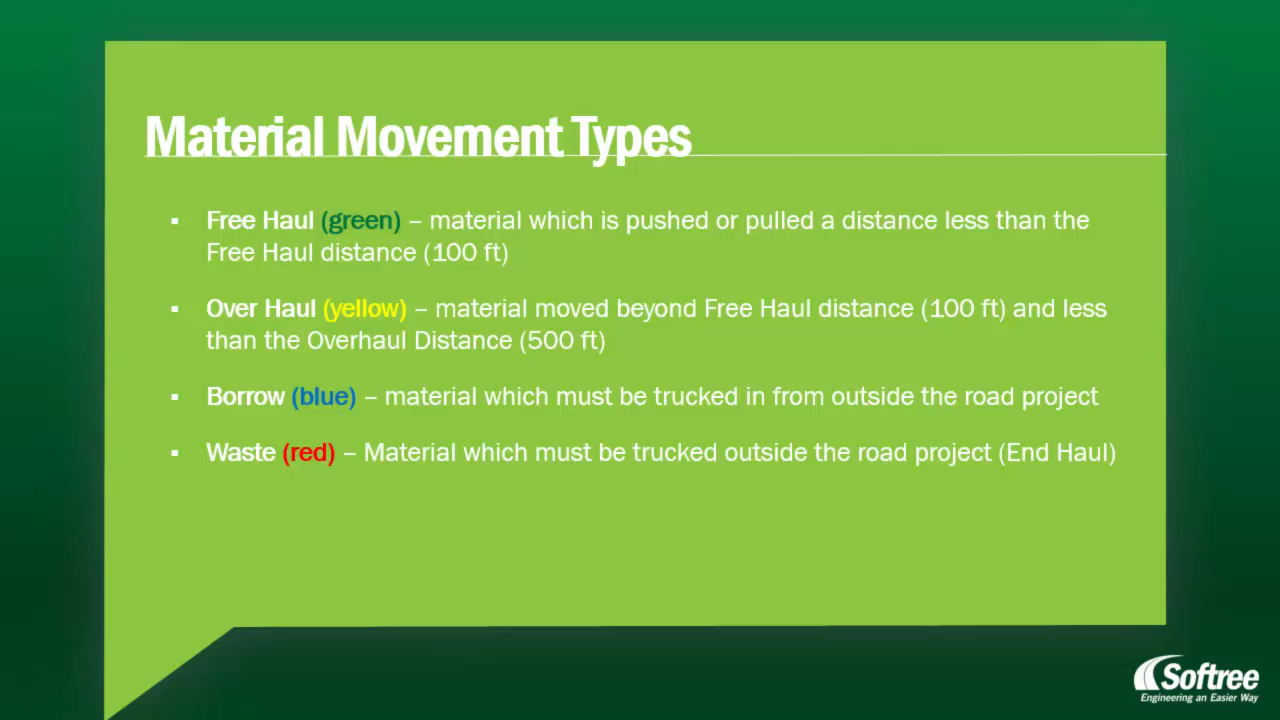 Material Movement Types
▪ Free Haul (green) – material which is pushed or pulled a distance less than the
Free Haul distance (100 ft)
▪ Over Haul (yellow) – material moved beyond Free Haul distance (100 ft) and less
than the Overhaul Distance (500 ft)
▪ Borrow (blue) – material which must be trucked in from outside the road project
▪ Waste (red) – Material which must be trucked outside the road project (End Haul)
Softree
Engineering an Easier Way